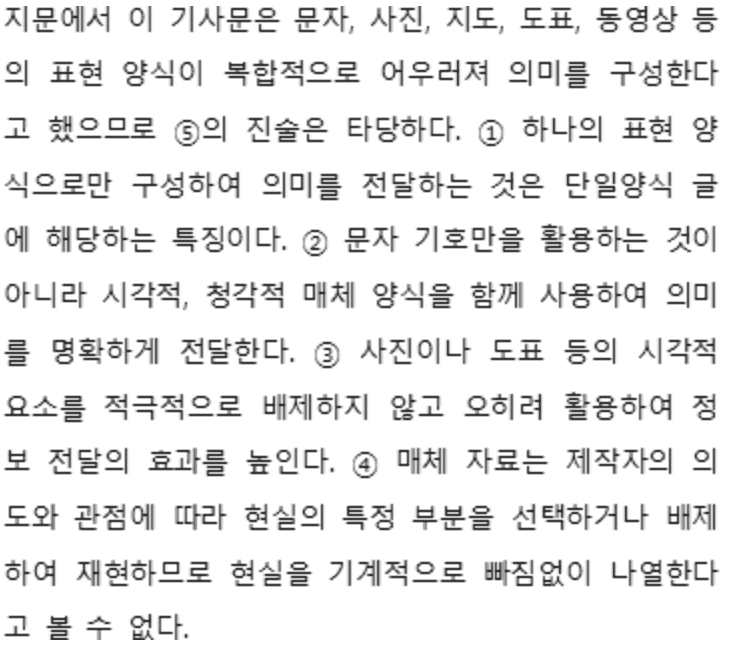 지문에서 이 기사문은 문자, 사진, 지도, 도표, 동영상 등
의 표현 양식이 복합적으로 어우러져 의미를 구성한다
고 했으므로 ⑤의 진술은 타당하다. ① 하나의 표현 양
식으로만 구성하여 의미를 전달하는 것은 단일양식 글
에 해당하는 특징이다. ② 문자 기호만을 활용하는 것이
아니라 시각적, 청각적 매체 양식을 함께 사용하여 의미
를 명확하게 전달한다. ③ 사진이나 도표 등의 시각적
요소를 적극적으로 배제하지 않고 오히려 활용하여 정
보 전달의 효과를 높인다. ④ 매체 자료는 제작자의 의
도와 관점에 따라 현실의 특정 부분을 선택하거나 배제
하여 재현하므로 현실을 기계적으로 빠짐없이 나열한다
고 볼 수 없다.